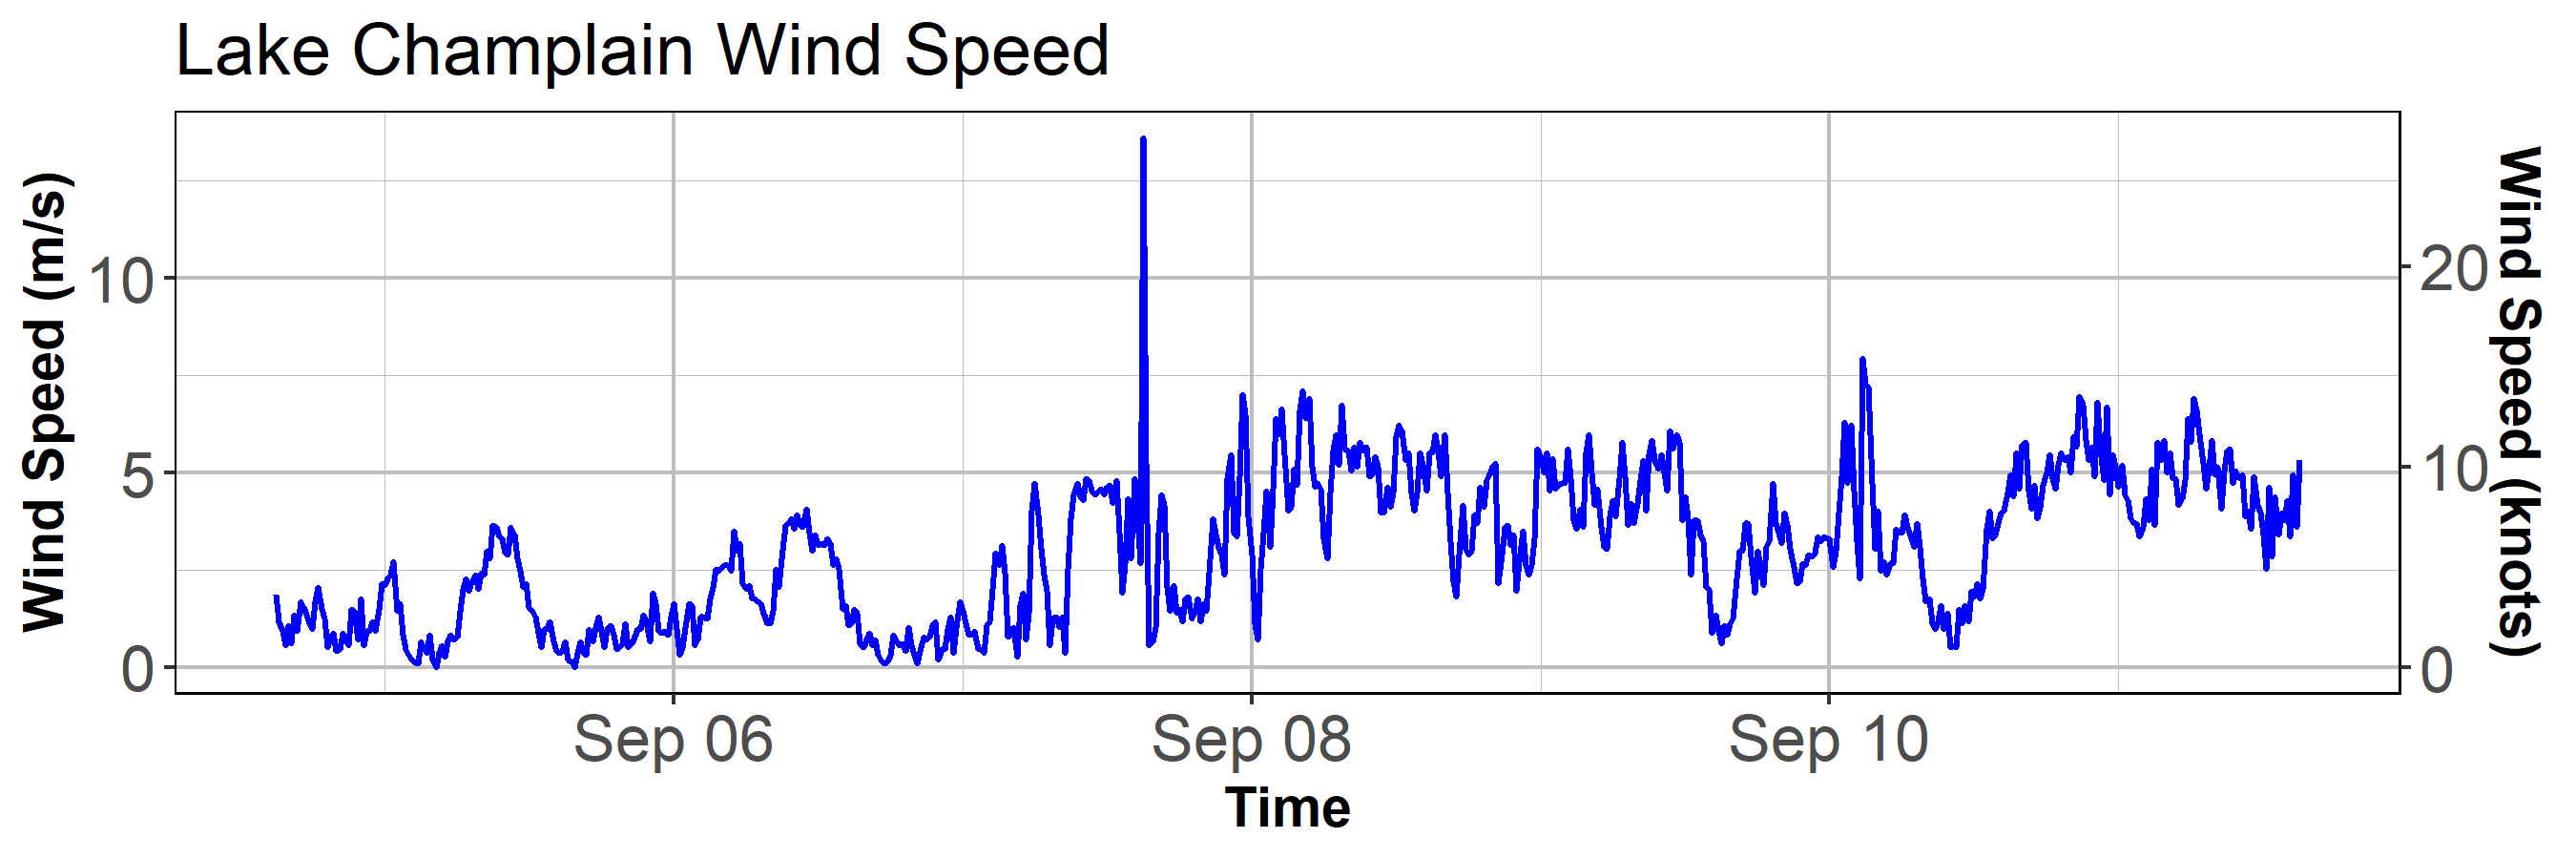 Lake Champlain Wind Speed
Wind Speed (m/s)
10
5
0
20
10
0
Wind Speed (knots)
Sep 06
Sep 08
Sep 10
Time